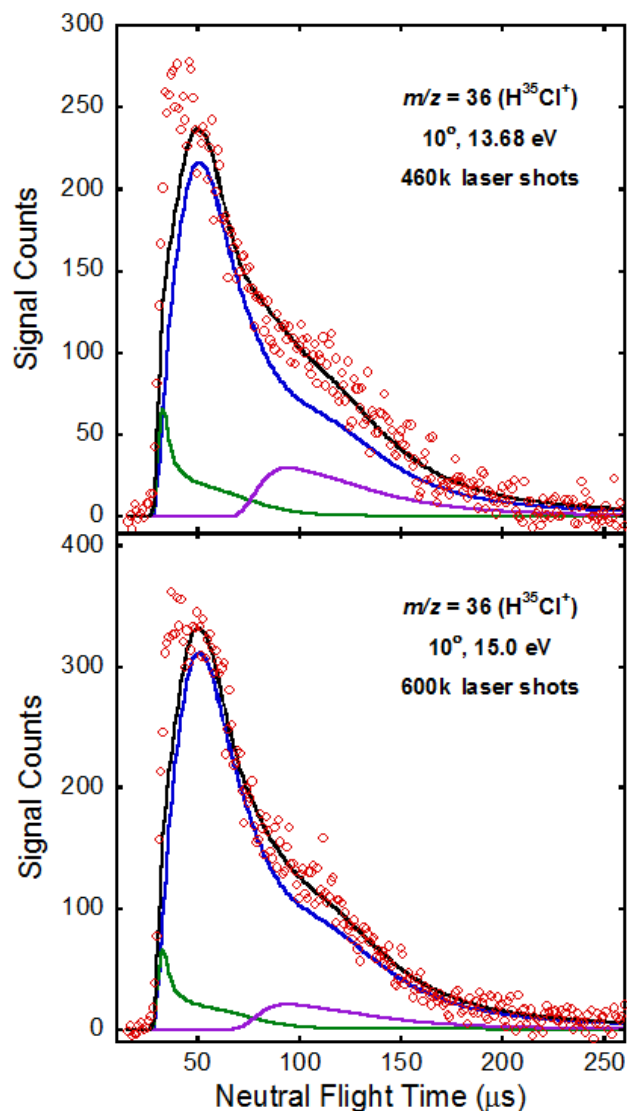 300
250
200
150
100
50
0
Signal Counts
m/z = 36 (H³⁵Cl⁺)
10°, 13.68 eV
460k laser shots
400
300
200
100
0
Signal Counts
m/z = 36 (H³⁵Cl⁺)
10°, 15.0 eV
600k laser shots
50 100 150 200 250
Neutral Flight Time (μs)